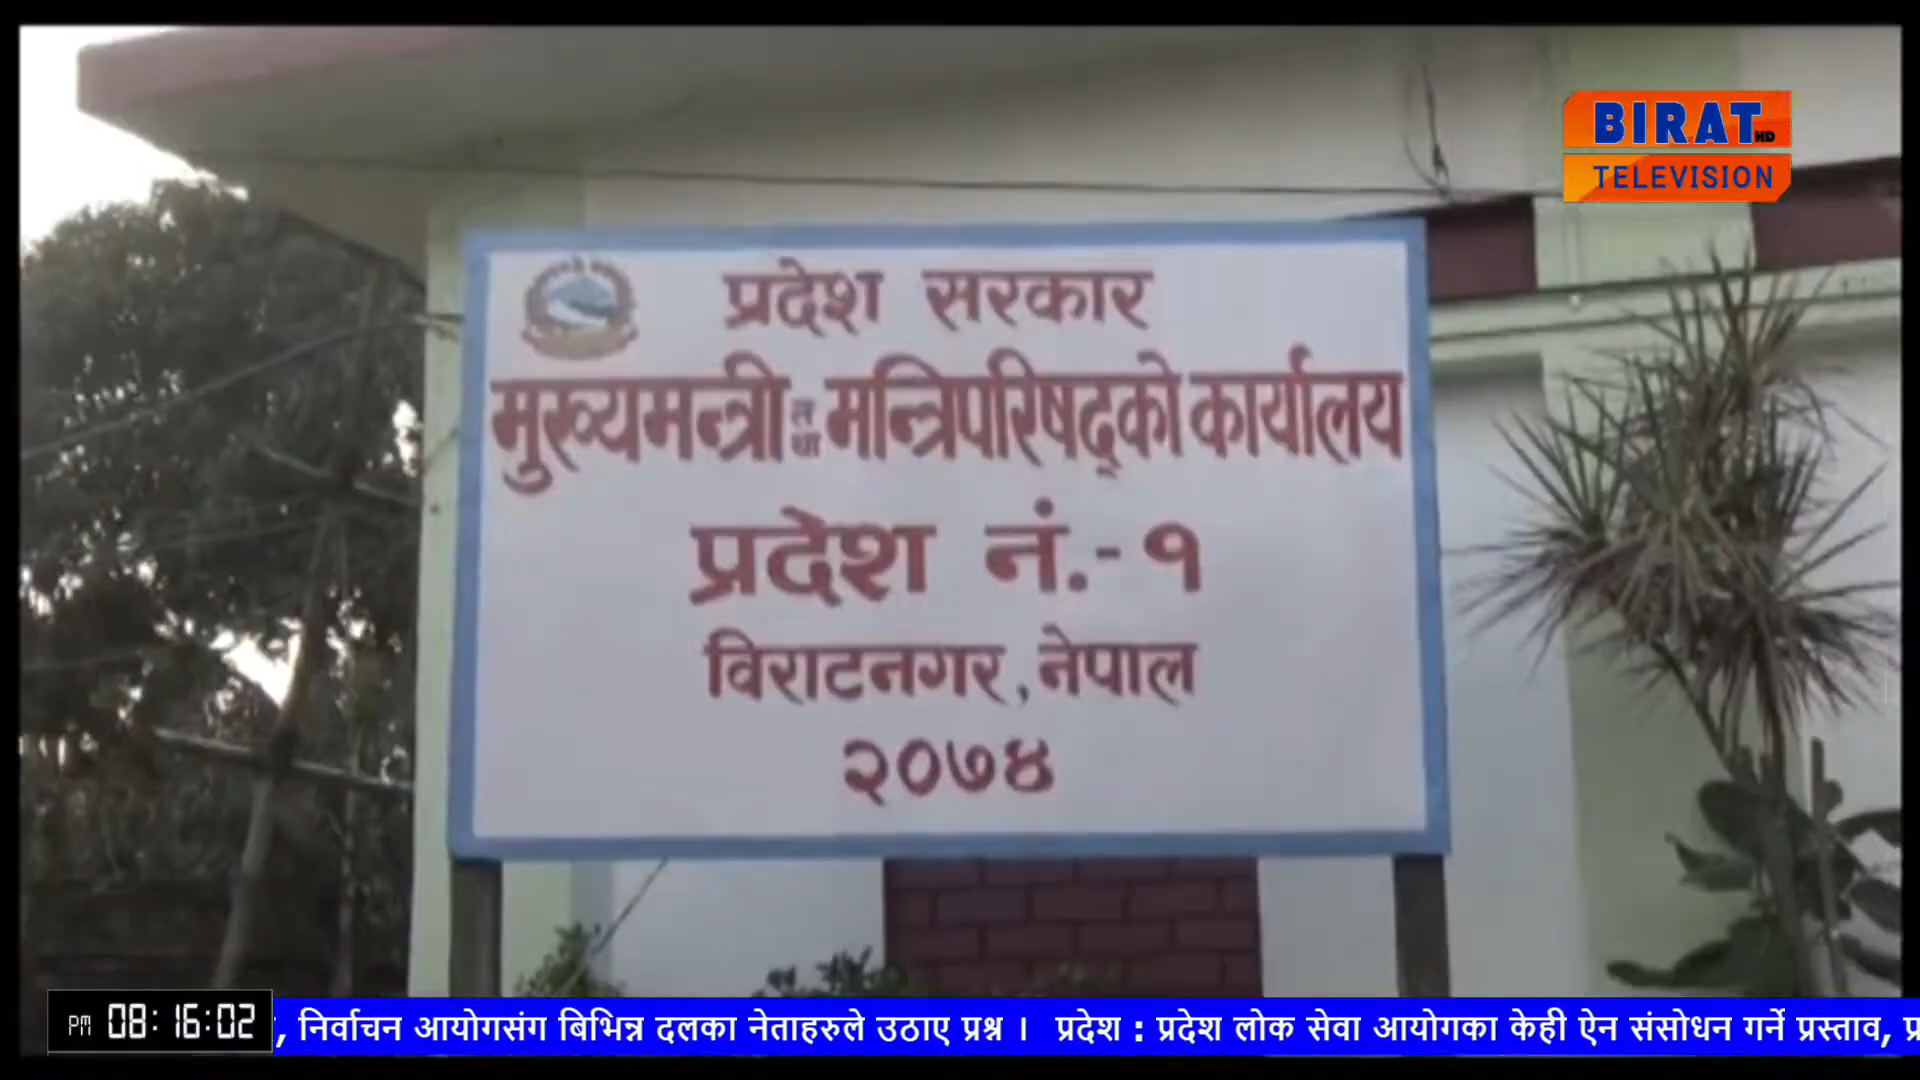 BIRAT HD
TELEVISION
प्रदेश सरकार
मुख्यमन्त्री तथा मन्त्रिपरिषद्को कार्यालय
प्रदेश नं.-१
विराटनगर, नेपाल
२०७४
PM 08:16:02
, निर्वाचन आयोगसंग बिभिन्न दलका नेताहरुले उठाए प्रश्न । प्रदेश : प्रदेश लोक सेवा आयोगका केही ऐन संसोधन गर्ने प्रस्ताव,